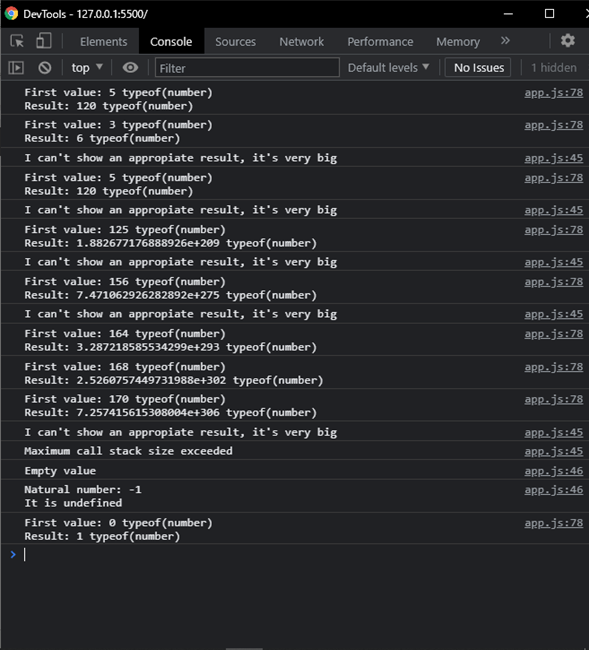 DevTools - 127.0.0.1:5500/
Elements Console Sources Network Performance Memory »
top ▼ Filter Default levels ▼ No Issues 1 hidden
First value: 5 typeof(number) app.js:78
Result: 120 typeof(number)
First value: 3 typeof(number) app.js:78
Result: 6 typeof(number)
I can't show an appropiate result, it's very big app.js:45
First value: 5 typeof(number) app.js:78
Result: 120 typeof(number)
I can't show an appropiate result, it's very big app.js:45
First value: 125 typeof(number) app.js:78
Result: 1.882677176888926e+209 typeof(number)
I can't show an appropiate result, it's very big app.js:45
First value: 156 typeof(number) app.js:78
Result: 7.471062926282892e+275 typeof(number)
I can't show an appropiate result, it's very big app.js:45
First value: 164 typeof(number) app.js:78
Result: 3.287218585534299e+293 typeof(number)
First value: 168 typeof(number) app.js:78
Result: 2.5260757449731988e+302 typeof(number)
First value: 170 typeof(number) app.js:78
Result: 7.257415615308004e+306 typeof(number)
I can't show an appropiate result, it's very big app.js:45
Maximum call stack size exceeded app.js:45
Empty value app.js:46
Natural number: -1 app.js:46
It is undefined
First value: 0 typeof(number) app.js:78
Result: 1 typeof(number)
>